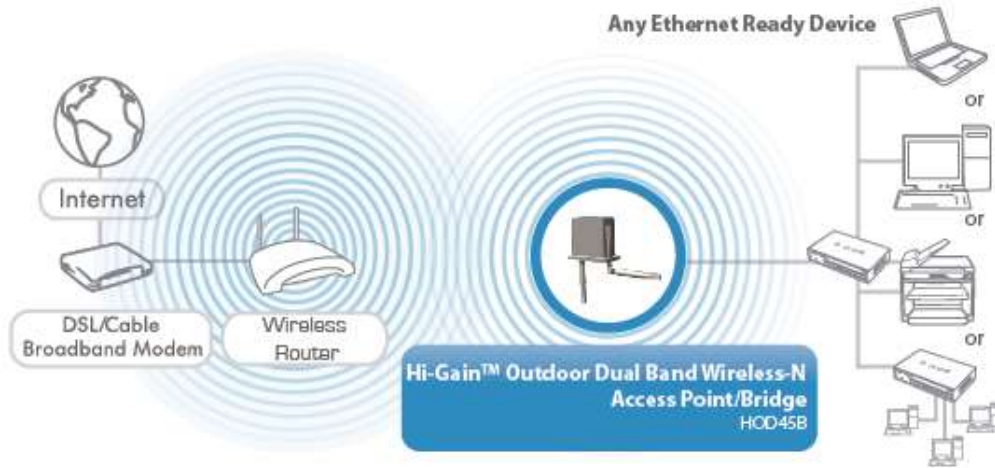 Any Ethernet Ready Device
or
or
or
Internet
DSL/Cable
Broadband Modem
Wireless
Router
Hi-Gain™ Outdoor Dual Band Wireless-N
Access Point/Bridge
HOD45B